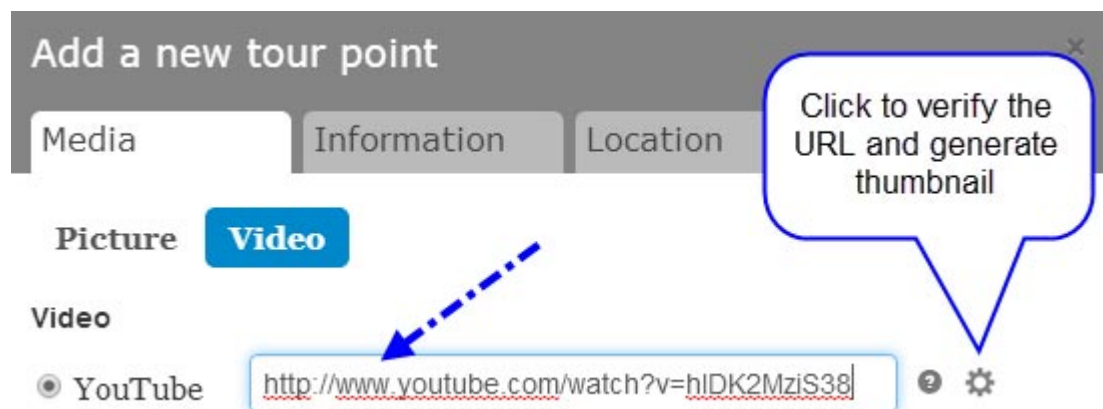 Add a new tour point
×
Click to verify the
URL and generate
thumbnail
Media Information Location
Picture Video
Video
YouTube http://www.youtube.com/watch?v=hlDK2MziS38